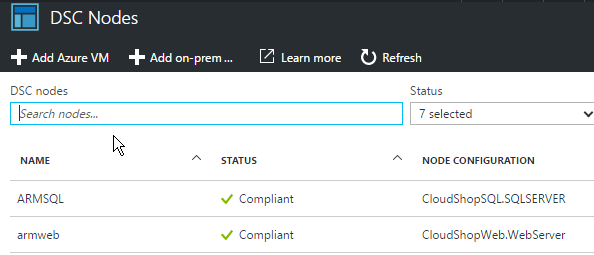 DSC Nodes
Add Azure VM Add on-prem ... Learn more Refresh
DSC nodes Status
Search nodes... 7 selected
NAME STATUS NODE CONFIGURATION
ARMSQL Compliant CloudShopSQL.SQLSERVER
armweb Compliant CloudShopWeb.WebServer